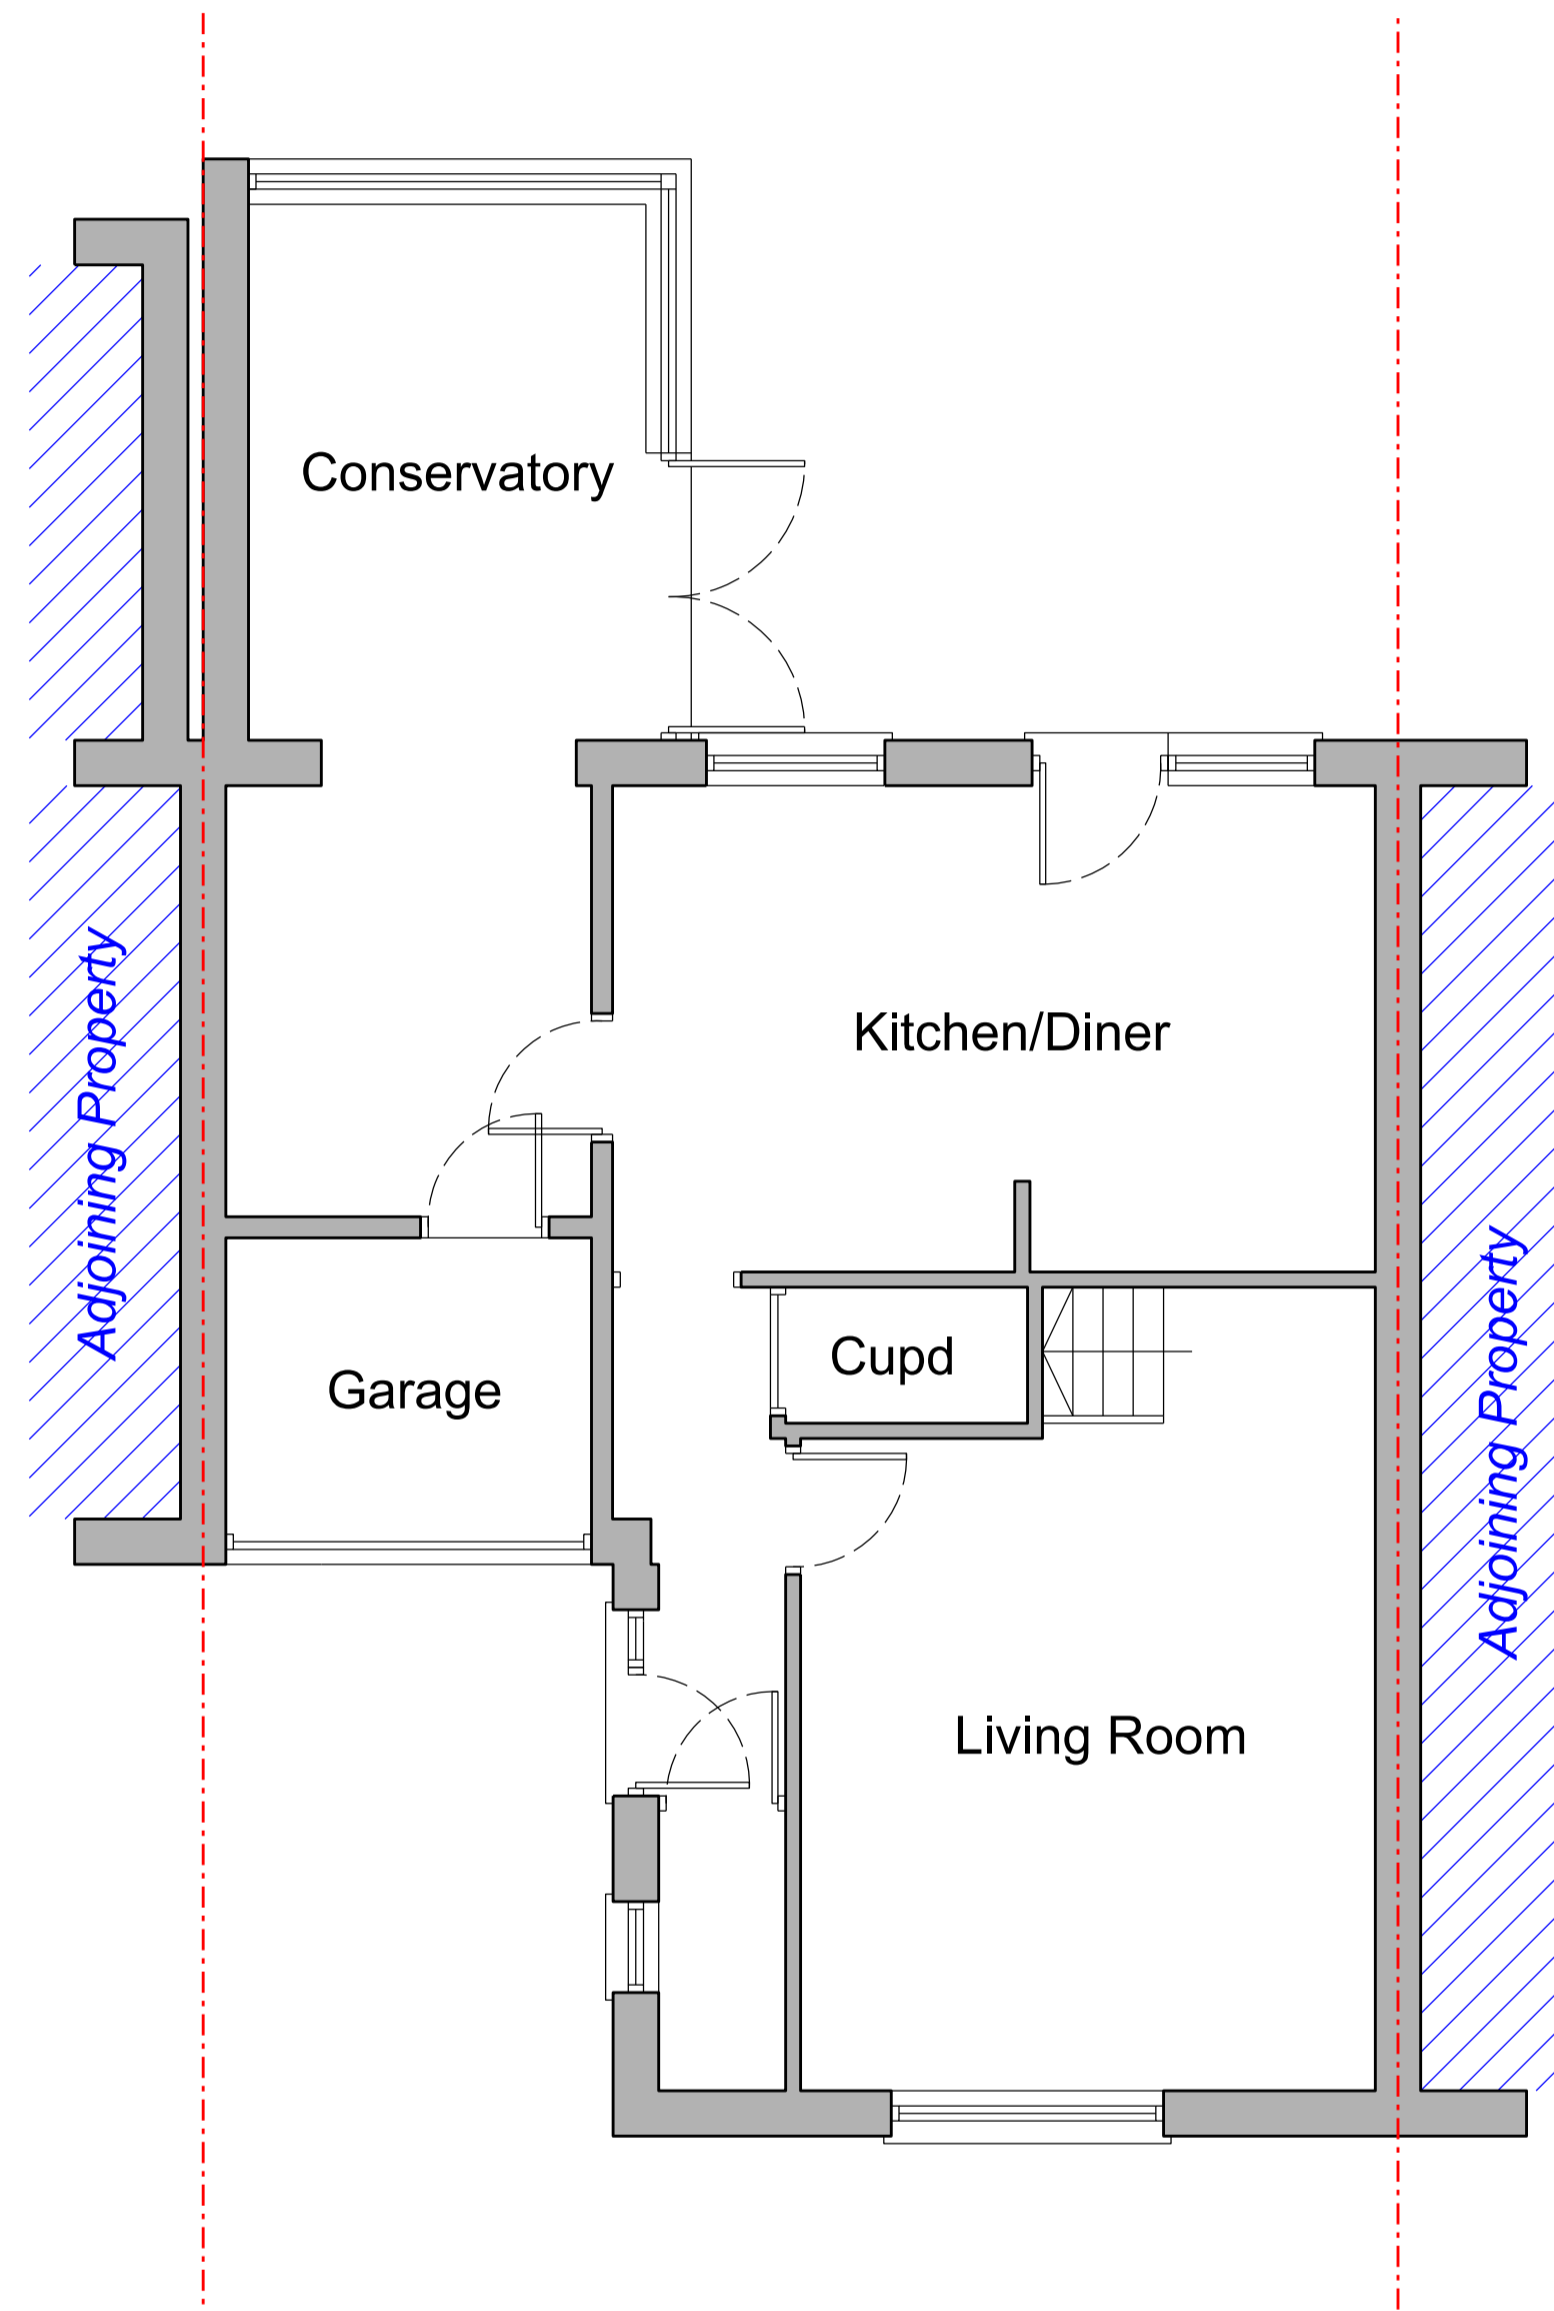 Conservatory
Kitchen/Diner
Adjoining Property
Cupd
Garage
Adjoining Property
Living Room